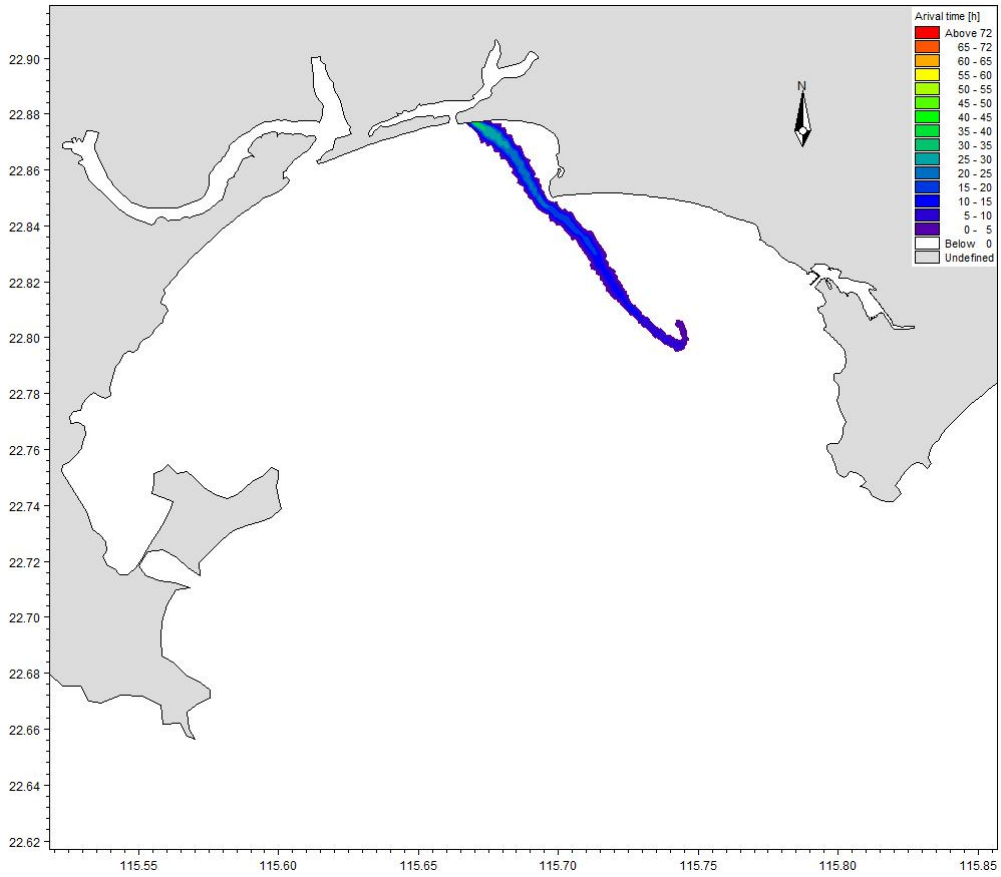 Arival time [h]
Above 72
65 - 72
60 - 65
55 - 60
50 - 55
45 - 50
40 - 45
35 - 40
30 - 35
25 - 30
20 - 25
15 - 20
10 - 15
5 - 10
0 - 5
Below 0
Undefined
N
22.90
22.88
22.86
22.84
22.82
22.80
22.78
22.76
22.74
22.72
22.70
22.68
22.66
22.64
22.62
115.55
115.60
115.65
115.70
115.75
115.80
115.85